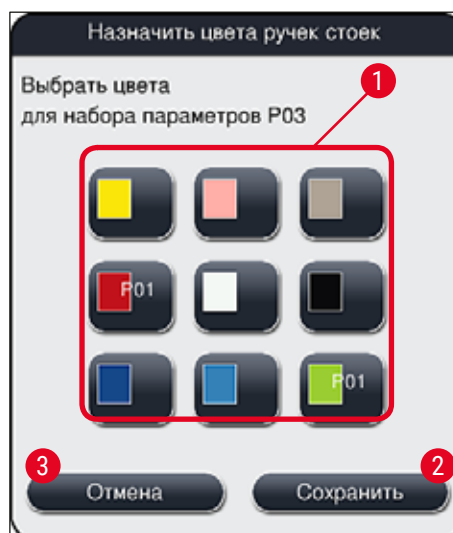 Назначить цвета ручек стоек
Выбрать цвета
для набора параметров P03
1
P01
P01
3
2
Отмена
Сохранить